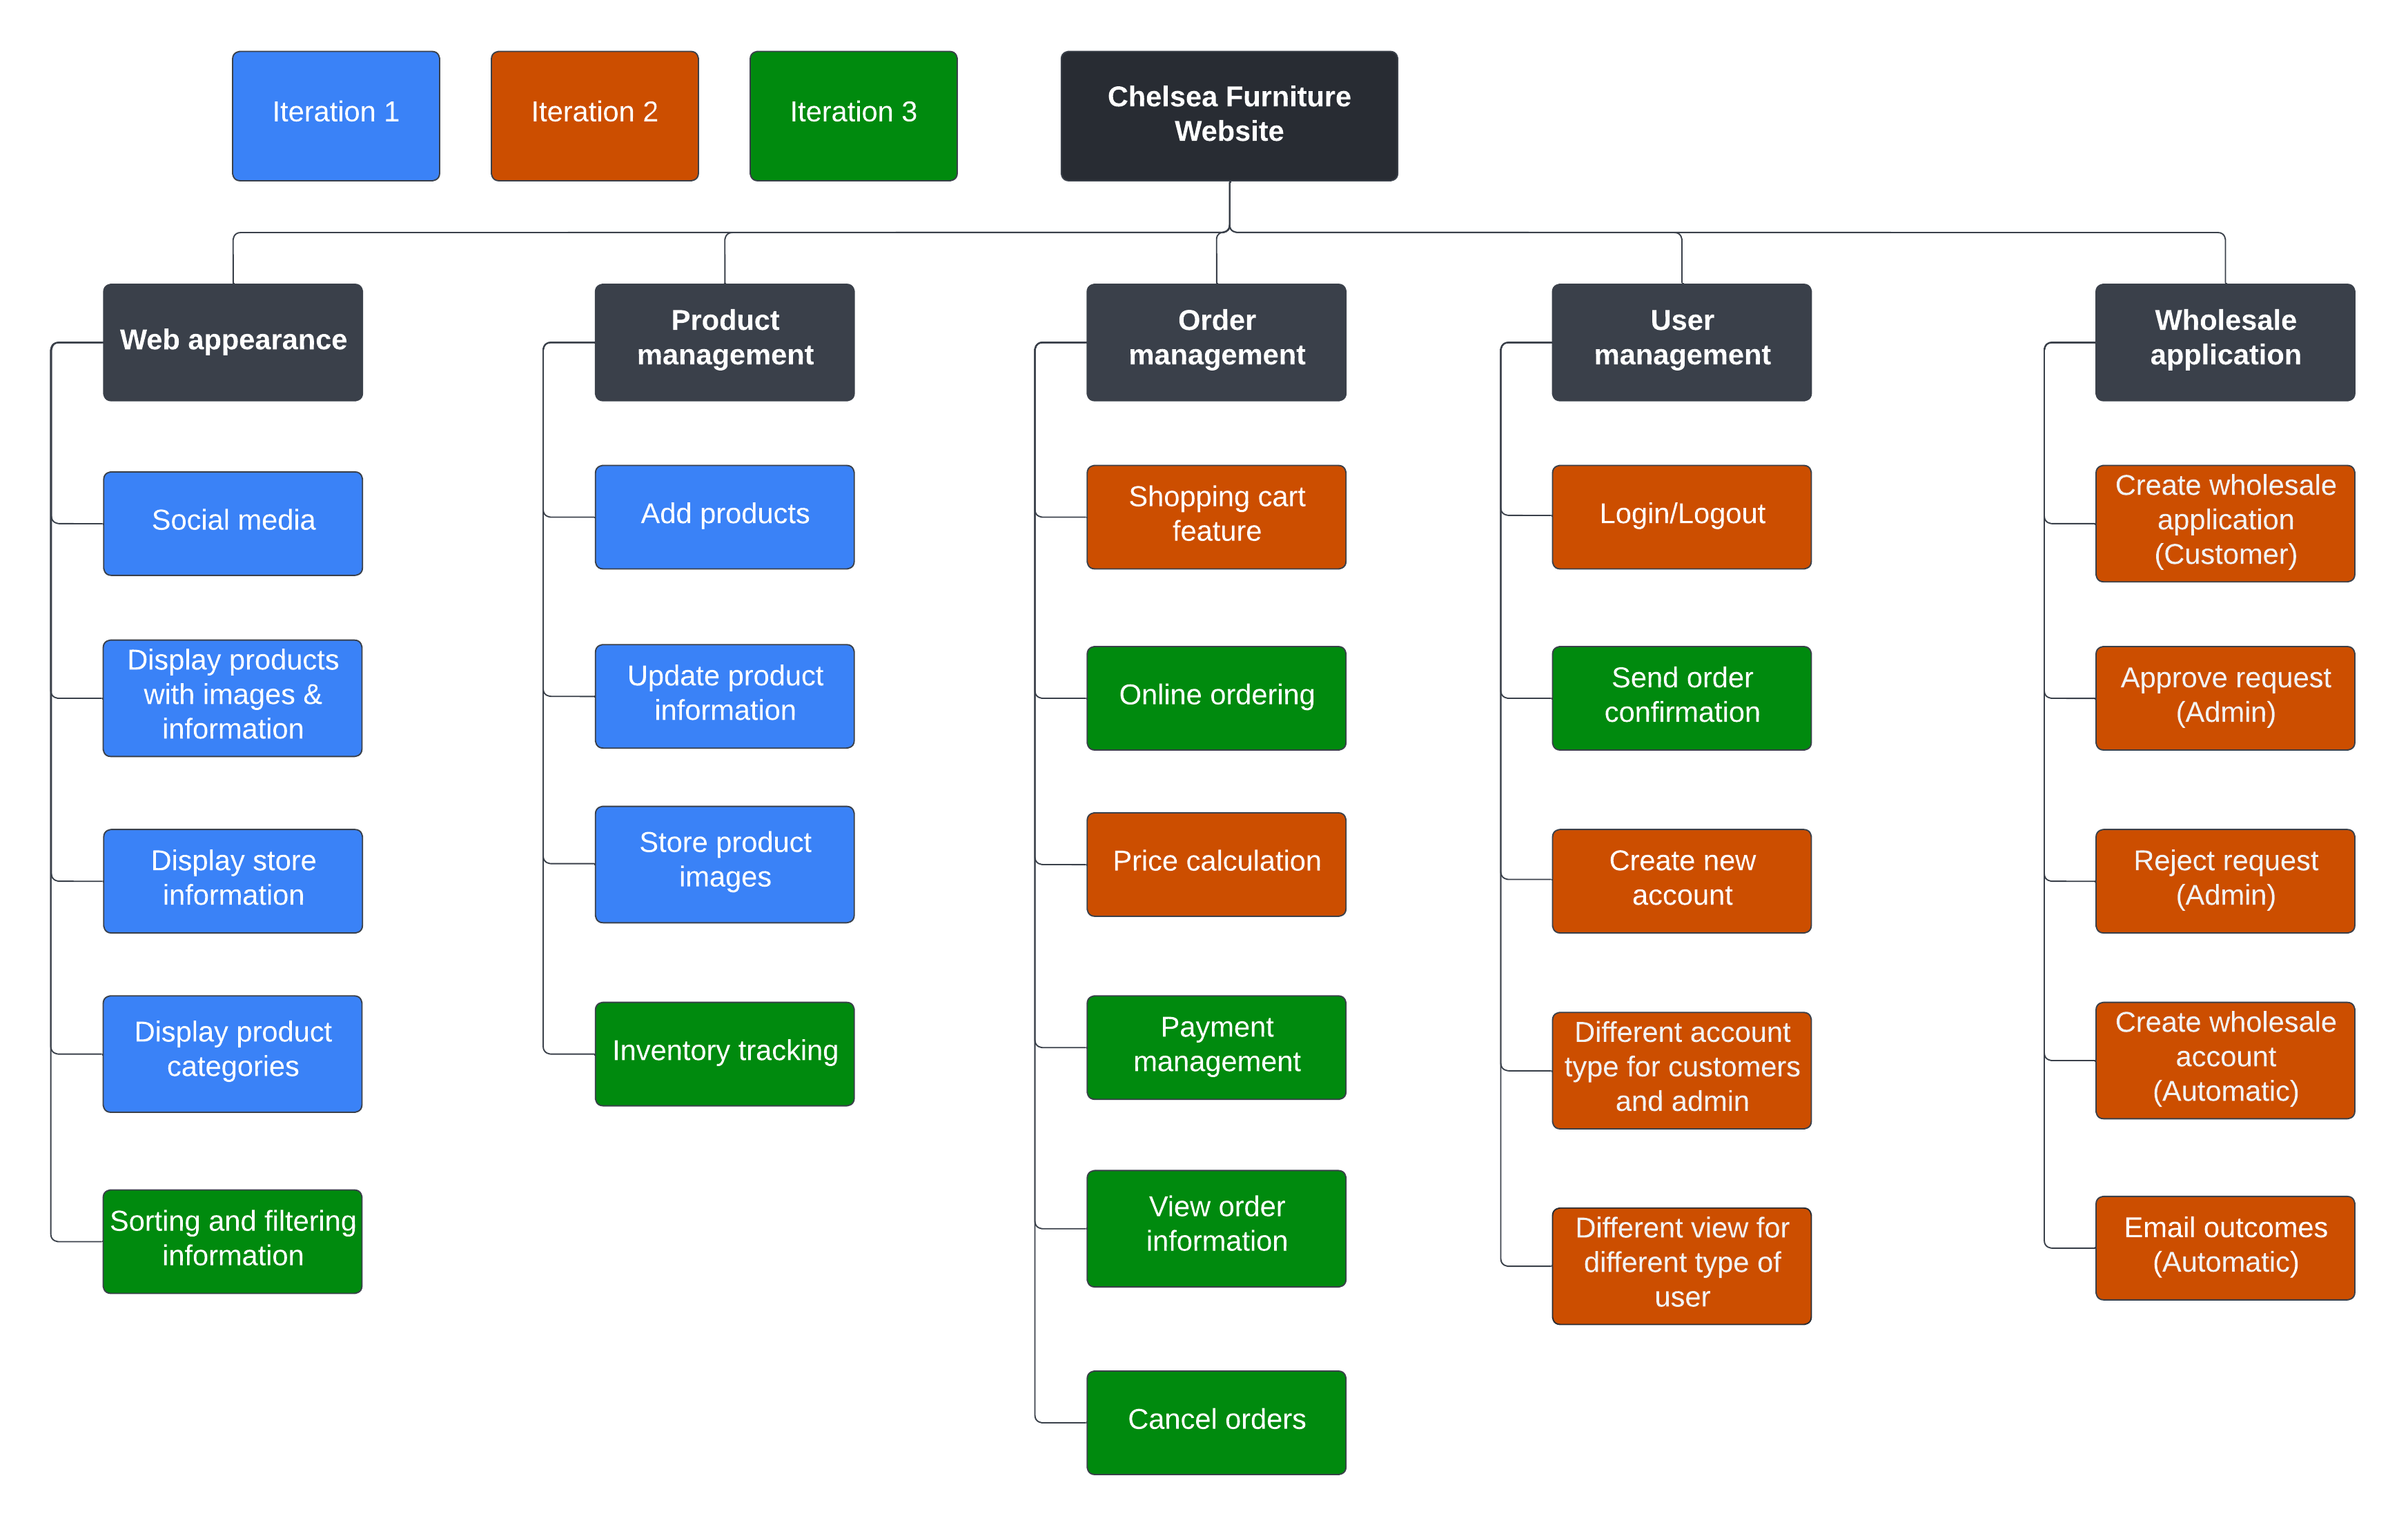 Iteration 1
Iteration 2
Iteration 3
Chelsea Furniture
Website
Web appearance
Social media
Display products
with images &
information
Display store
information
Display product
categories
Sorting and filtering
information
Product
management
Add products
Update product
information
Store product
images
Inventory tracking
Order
management
Shopping cart
feature
Online ordering
Price calculation
Payment
management
View order
information
Cancel orders
User
management
Login/Logout
Send order
confirmation
Create new
account
Different account
type for customers
and admin
Different view for
different type of
user
Wholesale
application
Create wholesale
application
(Customer)
Approve request
(Admin)
Reject request
(Admin)
Create wholesale
account
(Automatic)
Email outcomes
(Automatic)